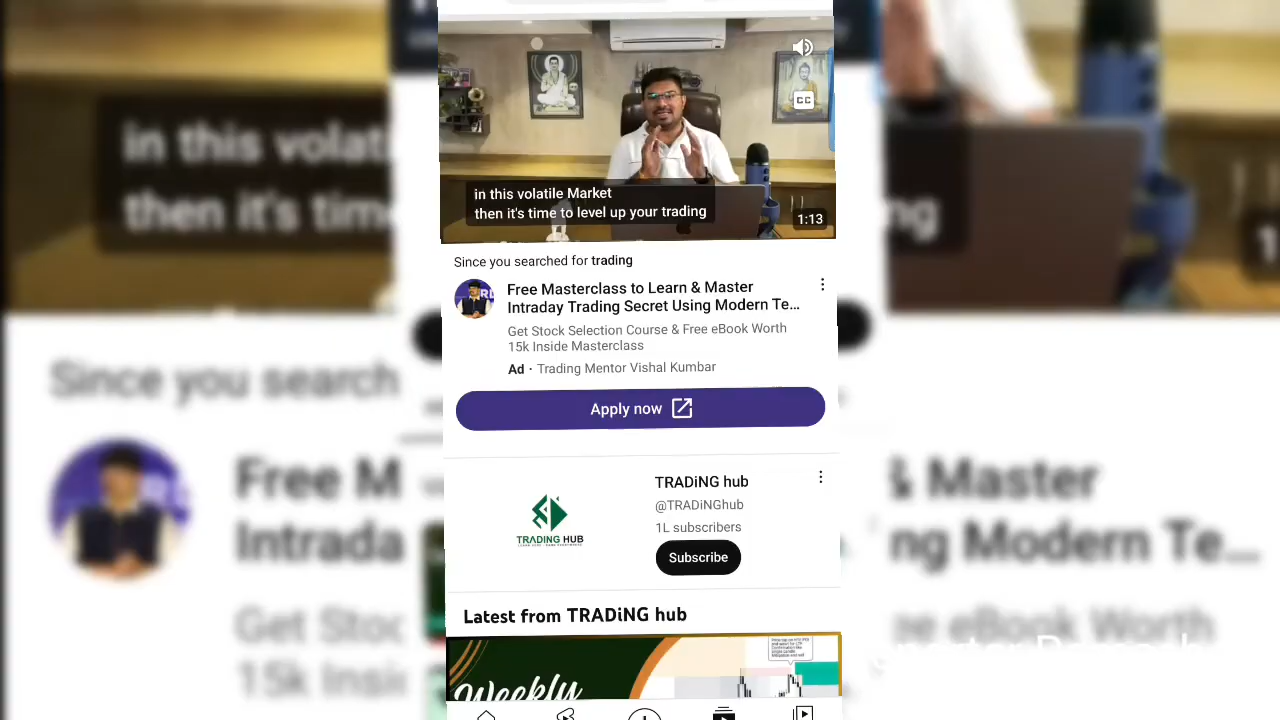 CC
in this volatile Market
then it's time to level up your trading
1:13
Since you searched for trading
Free Masterclass to Learn & Master
Intraday Trading Secret Using Modern Te...
Get Stock Selection Course & Free eBook Worth
15k Inside Masterclass
Ad · Trading Mentor Vishal Kumbar
Apply now
TRADiNG hub
@TRADiNGhub
1L subscribers
TRADING HUB
Subscribe
Latest from TRADiNG hub
Weekly